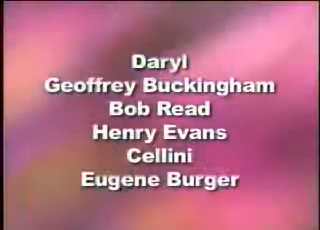 Daryl
Geoffrey Buckingham
Bob Read
Henry Evans
Cellini
Eugene Burger